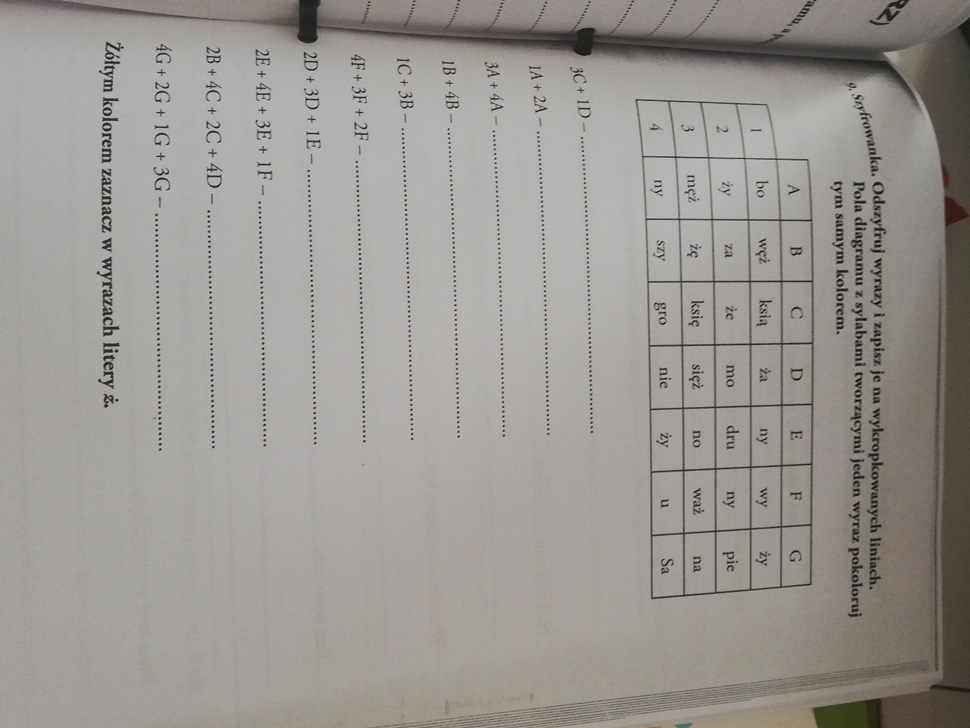 RZ)
9. Szyfrowanka. Odszyfruj wyrazy i zapisz je na wykropkowanych liniach.
Pola diagramu z sylabami tworzącymi jeden wyraz pokoloruj
tym samym kolorem.
A B C D E F G
1 bo węż ksią ża ny wy ży
2 ży za że mo dru ny pie
3 męż żę księ sięż no waż na
4 ny szy gro nie ży u Sa
3C + 1D – ........................................
1A + 2A – ........................................
3A + 4A – ........................................
1B + 4B – ........................................
1C + 3B – ........................................
4F + 3F + 2F – ........................................
2D + 3D + 1E – ........................................
2E + 4E + 3E + 1F – ........................................
2B + 4C + 2C + 4D – ........................................
4G + 2G + 1G + 3G – ........................................
Żółtym kolorem zaznacz w wyrazach litery ż.